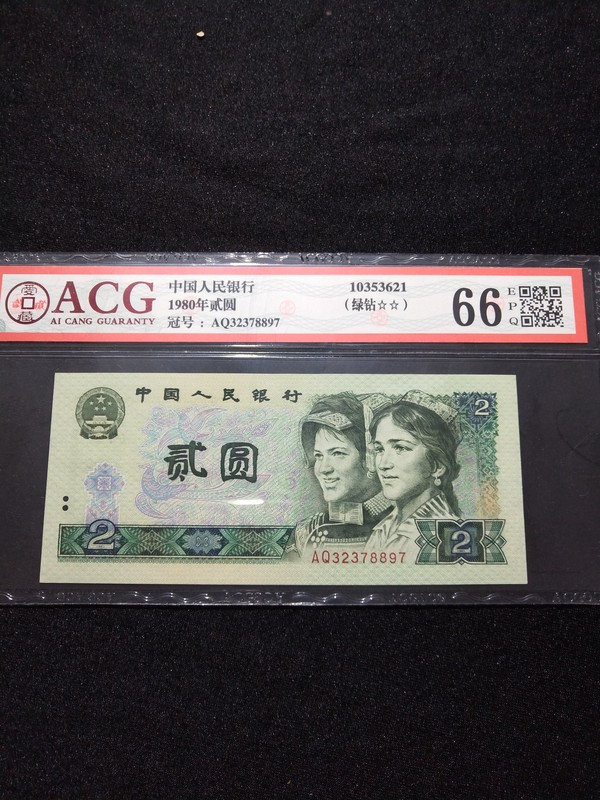 ACG
AI CANG GUARANTY
中国人民银行
1980年贰圆
冠号：AQ32378897
10353621
（绿钻☆☆）
66
E
P
Q
中国人民银行
贰圆
2
2
AQ32378897
2